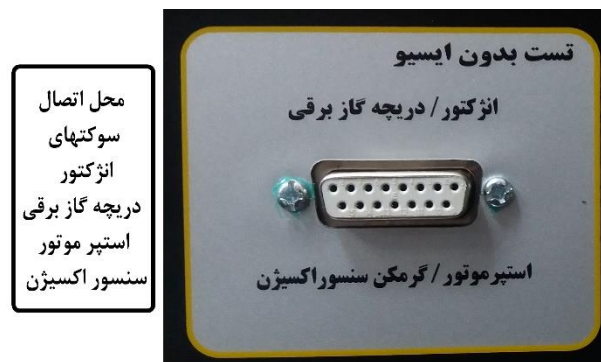 محل اتصال
سوکتهای
انژکتور
دریچه گاز برقی
استپر موتور
سنسور اکسیژن
تست بدون ایسیو
انژکتور / دریچه گاز برقی
استپرموتور / گرمکن سنسوراکسیژن